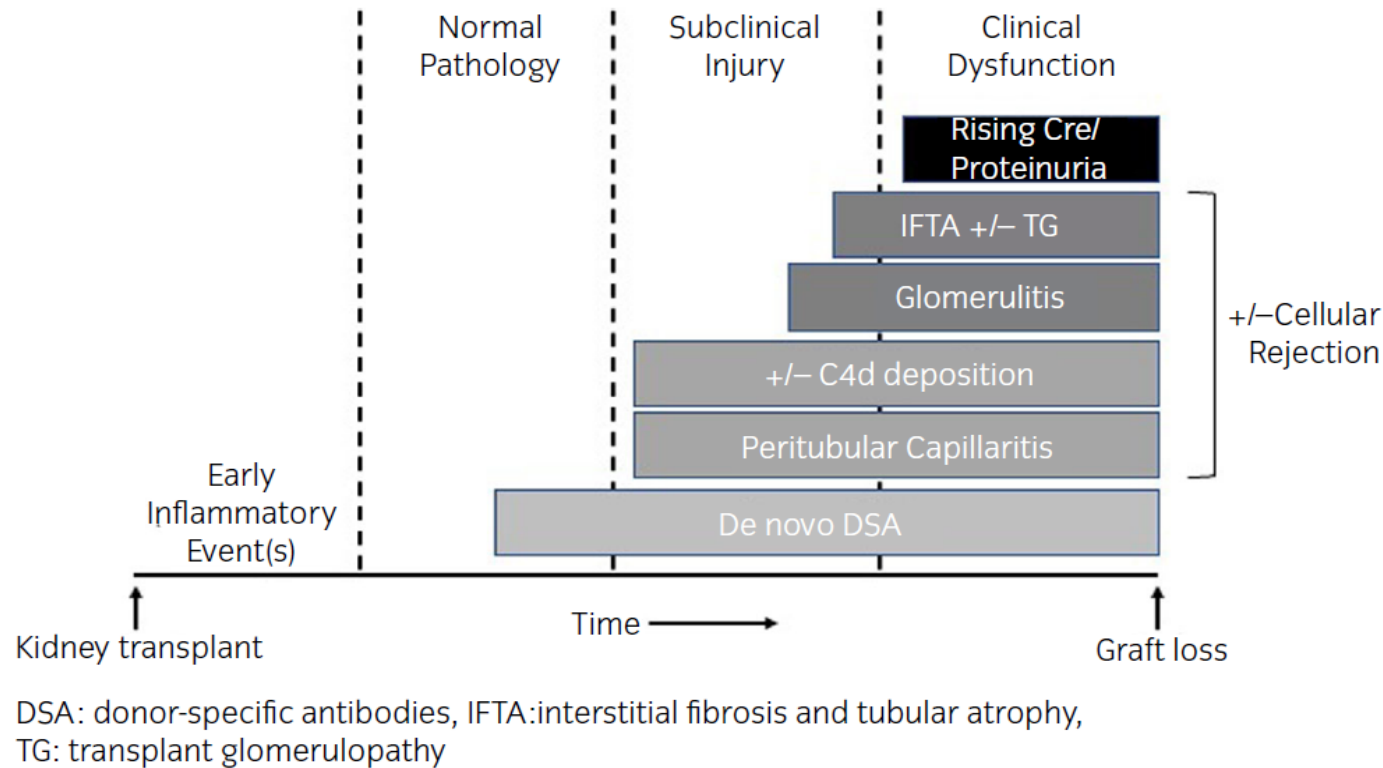 Normal
Pathology
Subclinical
Injury
Clinical
Dysfunction
Rising Cre/
Proteinuria
IFTA +/– TG
Glomerulitis
+/– C4d deposition
Peritubular Capillaritis
De novo DSA
+/–Cellular
Rejection
Early
Inflammatory
Event(s)
Time
Kidney transplant
Graft loss
DSA: donor-specific antibodies, IFTA:interstitial fibrosis and tubular atrophy,
TG: transplant glomerulopathy